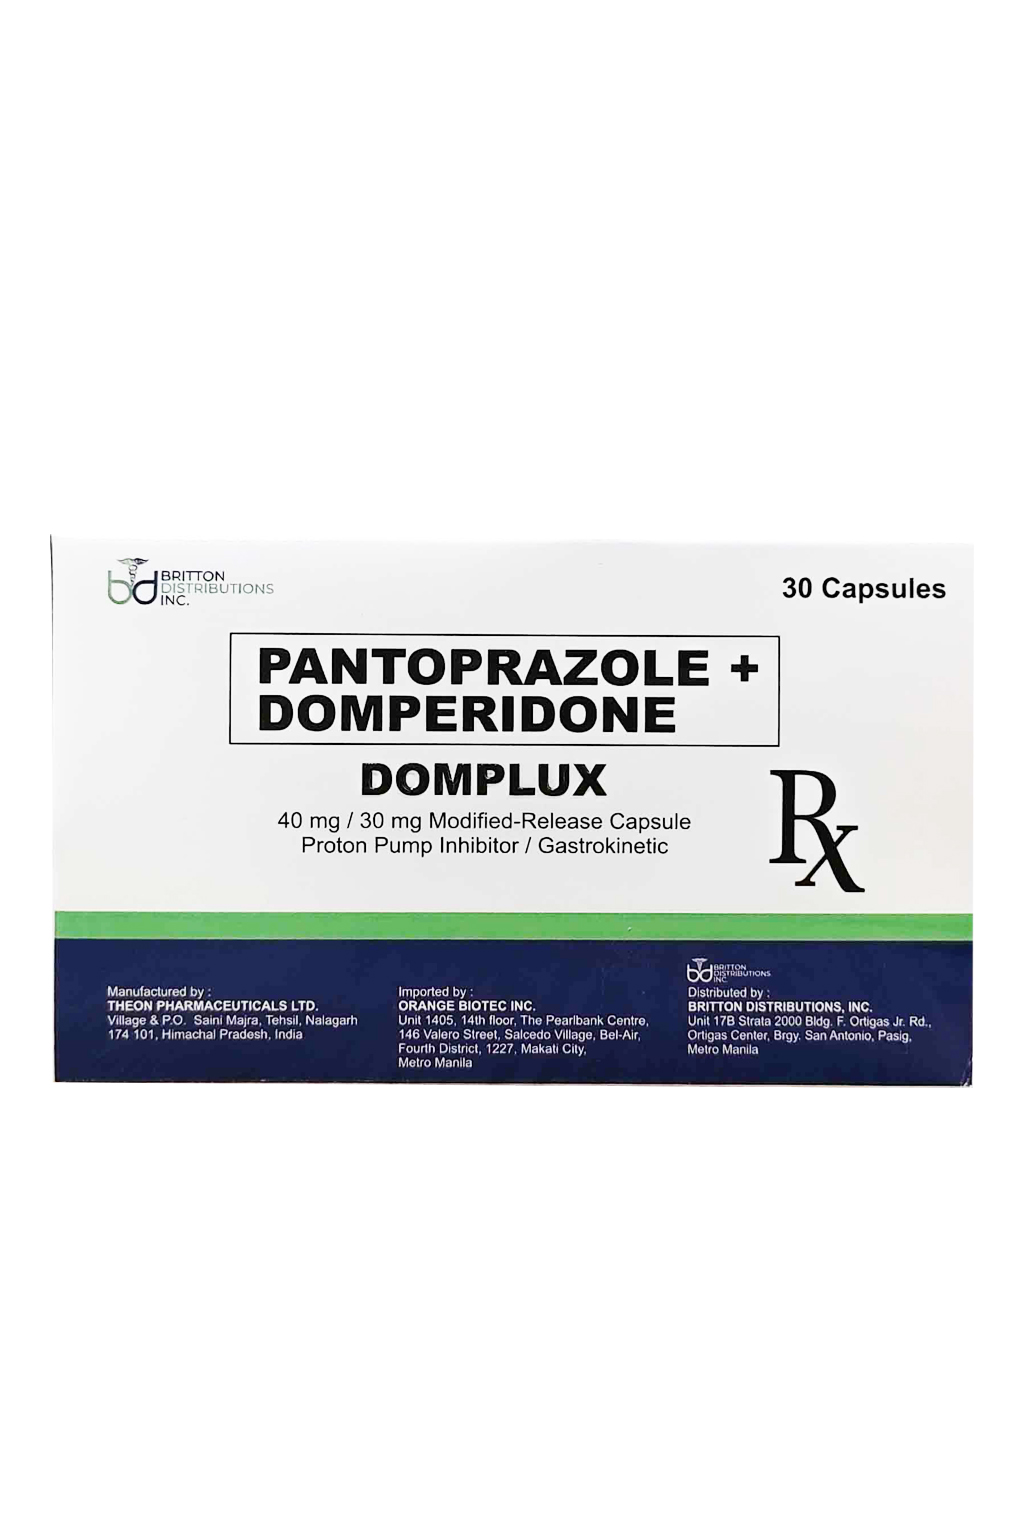 bd BRITTON
DISTRIBUTIONS
INC.
30 Capsules
PANTOPRAZOLE +
DOMPERIDONE
DOMPLUX
40 mg / 30 mg Modified-Release Capsule
Proton Pump Inhibitor / Gastrokinetic
Rx
Manufactured by :
THEON PHARMACEUTICALS LTD.
Village & P.O. Saini Majra, Tehsil, Nalagarh
174 101, Himachal Pradesh, India
Imported by :
ORANGE BIOTEC INC.
Unit 1405, 14th floor, The Pearlbank Centre,
146 Valero Street, Salcedo Village, Bel-Air,
Fourth District, 1227, Makati City,
Metro Manila
bd BRITTON
DISTRIBUTIONS
INC.
Distributed by :
BRITTON DISTRIBUTIONS, INC.
Unit 17B Strata 2000 Bldg. F. Ortigas Jr. Rd.,
Ortigas Center, Brgy. San Antonio, Pasig,
Metro Manila